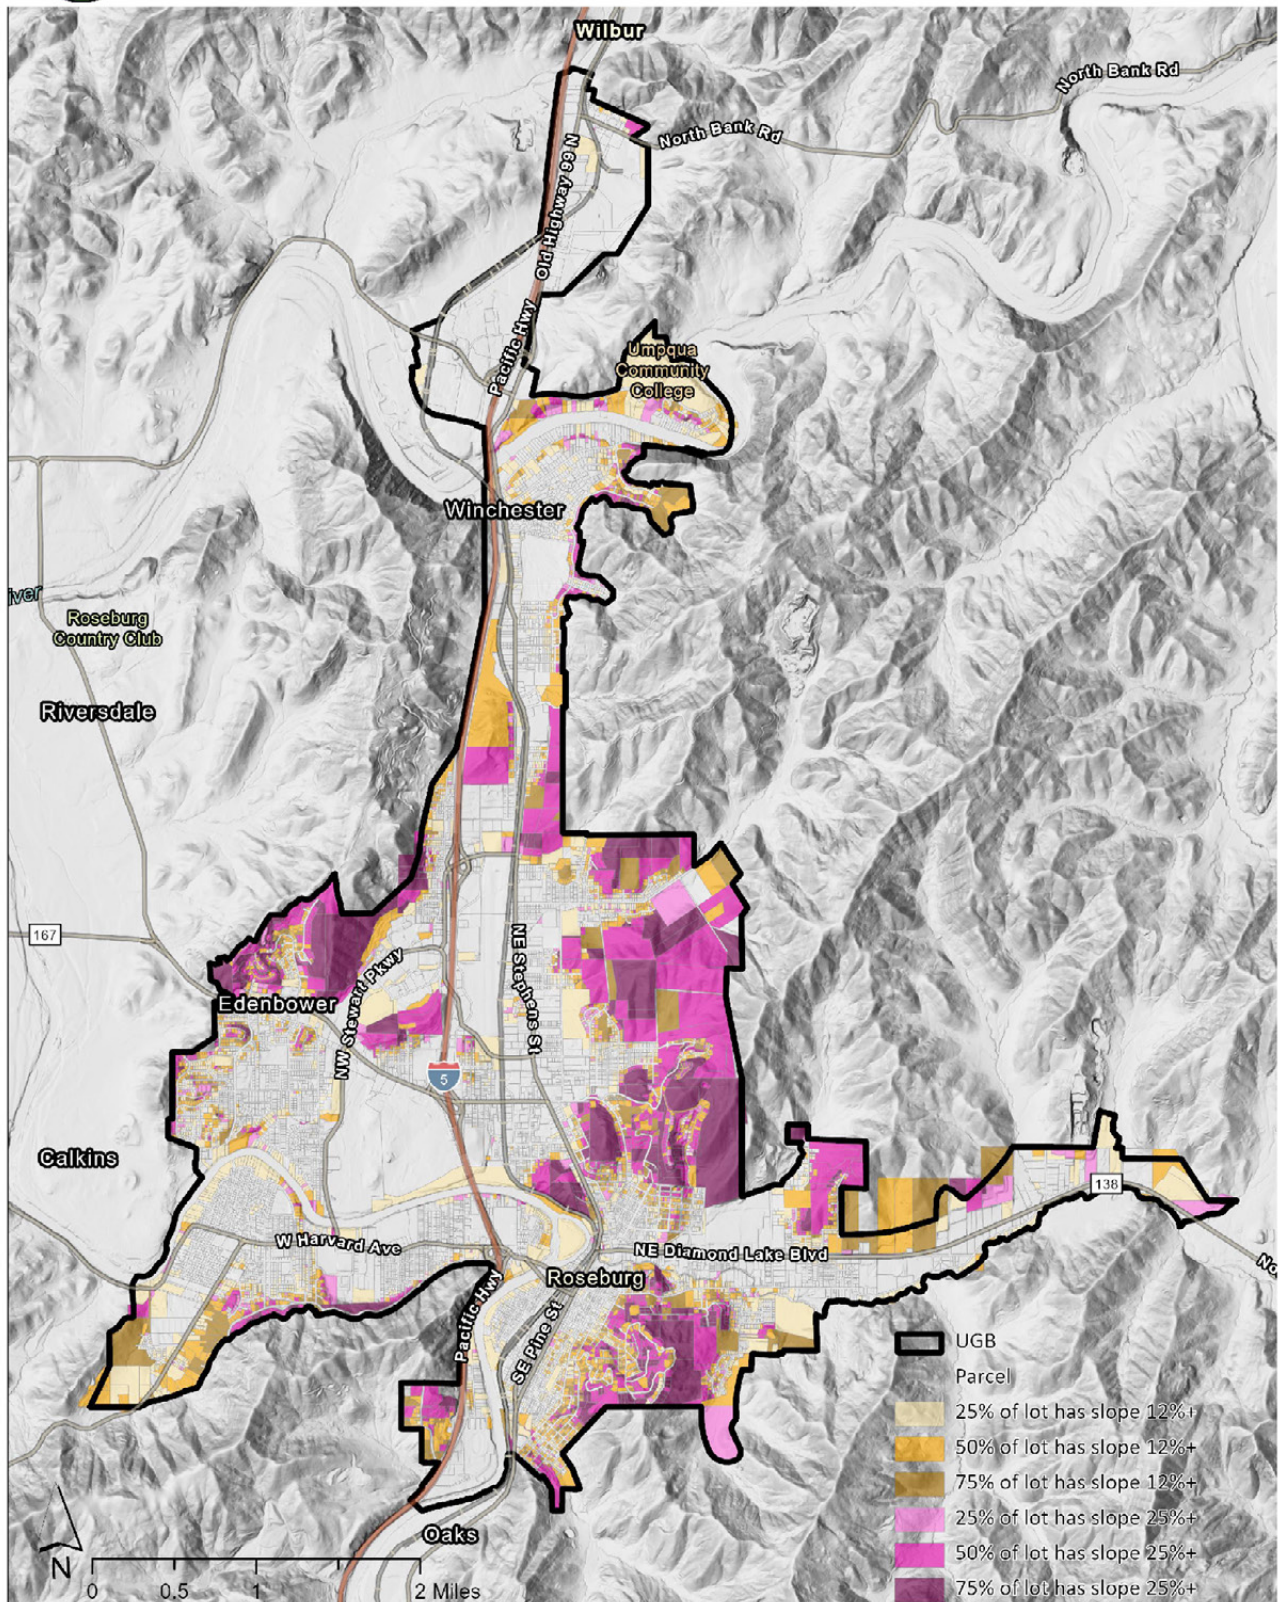 Wilbur
North Bank Rd
North Bank Rd
Old Highway 99 N
Pacific Hwy
Umpqua
Community
College
Winchester
iver
Roseburg
Country Club
Riversdale
167
NE Stephens St
NW Stewart Pkwy
Edenbower
5
Calkins
138
W Harvard Ave
NE Diamond Lake Blvd
No
Roseburg
Pacific Hwy
SE Pine St
Oaks
UGB
Parcel
25% of lot has slope 12%+
50% of lot has slope 12%+
75% of lot has slope 12%+
25% of lot has slope 25%+
50% of lot has slope 25%+
75% of lot has slope 25%+
N
0 0.5 1 2 Miles